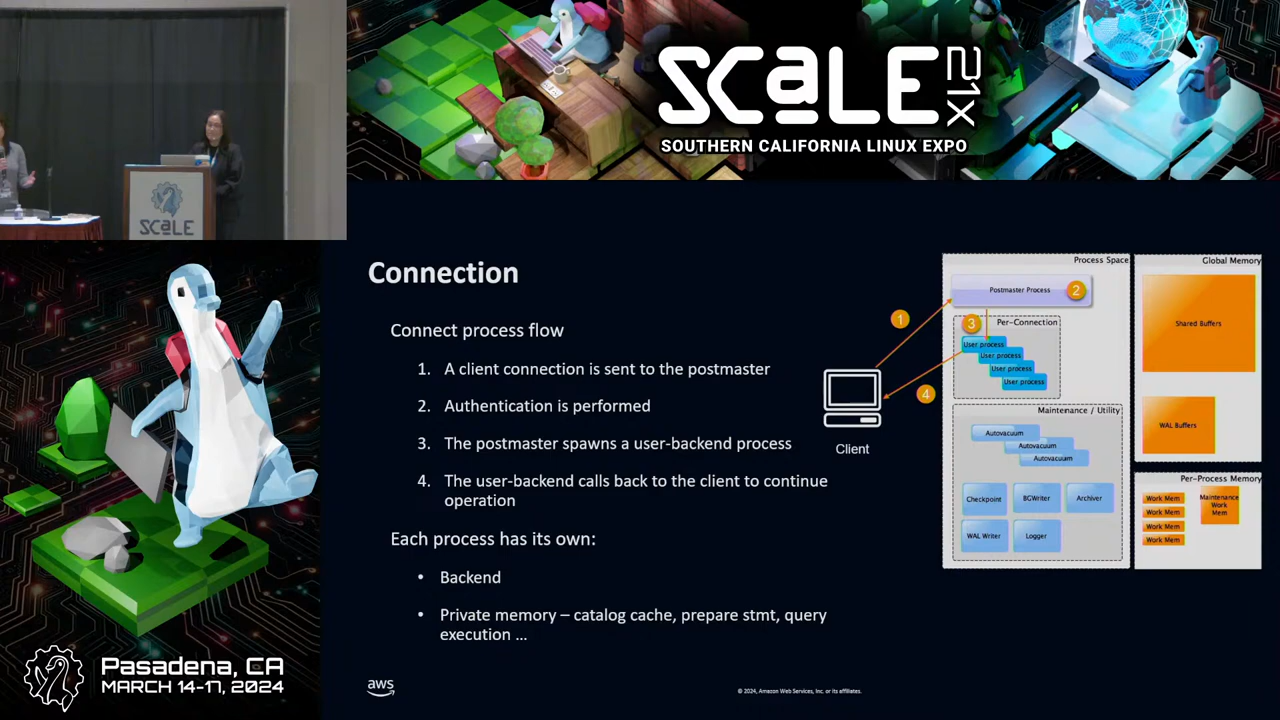 SCaLE 21x
SOUTHERN CALIFORNIA LINUX EXPO
SCaLE
Connection
Connect process flow
1. A client connection is sent to the postmaster
2. Authentication is performed
3. The postmaster spawns a user-backend process
4. The user-backend calls back to the client to continue
operation
Each process has its own:
• Backend
• Private memory – catalog cache, prepare stmt, query
execution ...
1
4
Client
Process Space
Postmaster Process
2
3
Per-Connection
User process
User process
User process
User process
Maintenance / Utility
Autovacuum
Autovacuum
Autovacuum
Checkpoint
BGWriter
Archiver
WAL Writer
Logger
Global Memory
Shared Buffers
WAL Buffers
Per-Process Memory
Work Mem
Work Mem
Work Mem
Work Mem
Maintenance
Work
Mem
Pasadena, CA
MARCH 14-17, 2024
aws
© 2024, Amazon Web Services, Inc. or its affiliates.